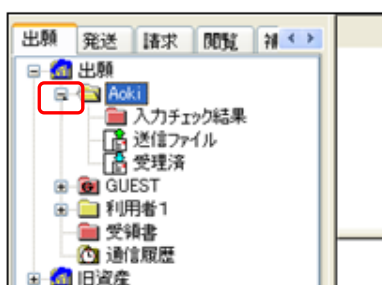 出願 発送 請求 閲覧
出願
Aoki
入力チェック結果
送信ファイル
受理済
GUEST
利用者1
受領書
通信履歴
旧資産